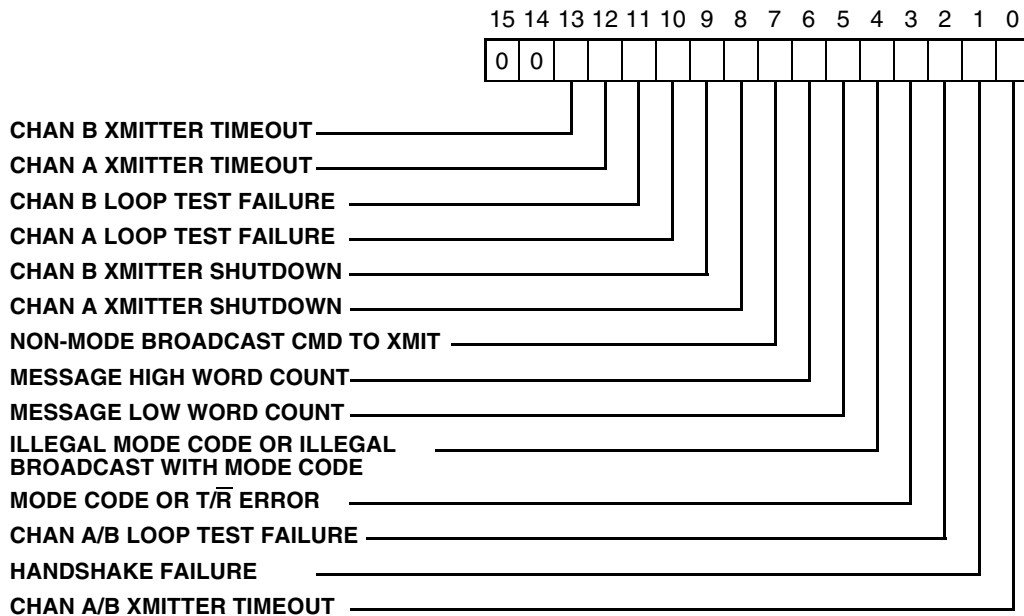 15 14 13 12 11 10 9 8 7 6 5 4 3 2 1 0
0 0
CHAN B XMITTER TIMEOUT
CHAN A XMITTER TIMEOUT
CHAN B LOOP TEST FAILURE
CHAN A LOOP TEST FAILURE
CHAN B XMITTER SHUTDOWN
CHAN A XMITTER SHUTDOWN
NON-MODE BROADCAST CMD TO XMIT
MESSAGE HIGH WORD COUNT
MESSAGE LOW WORD COUNT
ILLEGAL MODE CODE OR ILLEGAL
BROADCAST WITH MODE CODE
MODE CODE OR T/R̅ ERROR
CHAN A/B LOOP TEST FAILURE
HANDSHAKE FAILURE
CHAN A/B XMITTER TIMEOUT